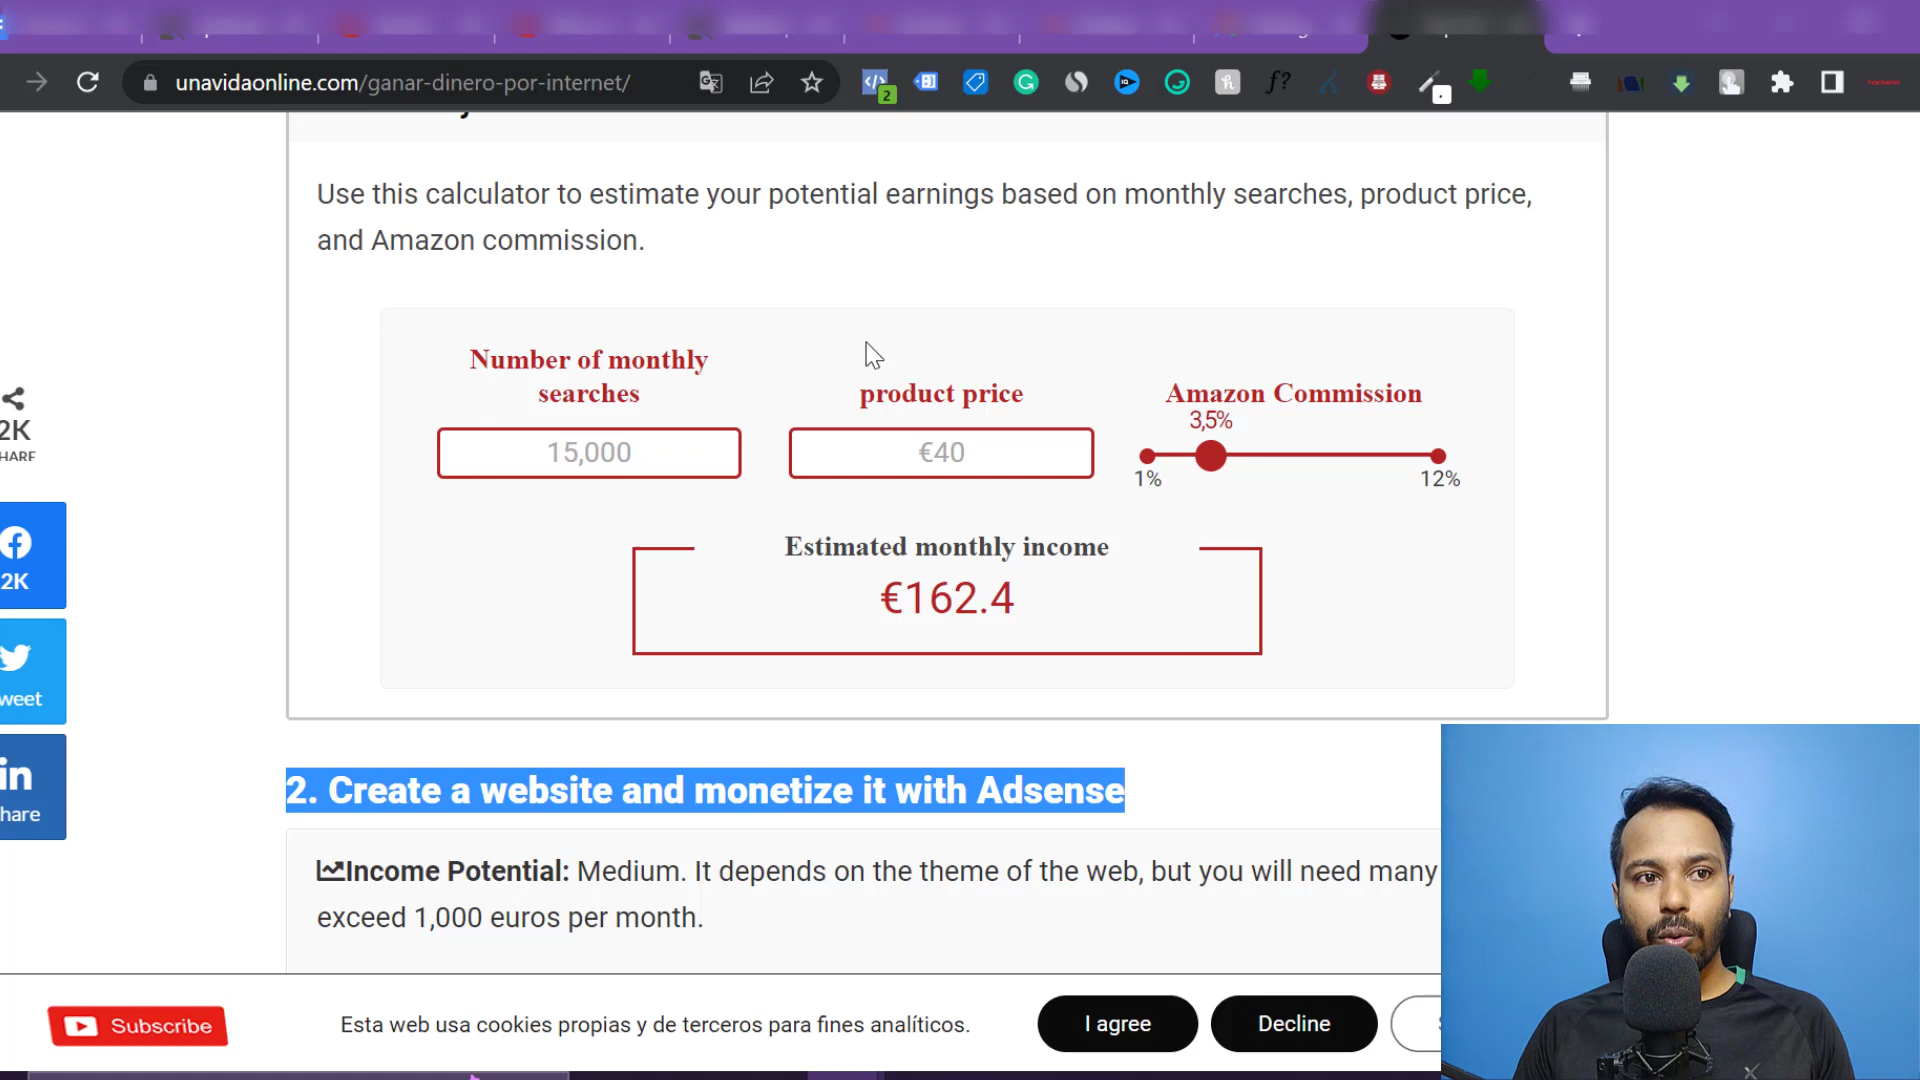 unavidaonline.com/ganar-dinero-por-internet/
2
Use this calculator to estimate your potential earnings based on monthly searches, product price,
and Amazon commission.
Number of monthly
searches
product price
Amazon Commission
3,5%
15,000
€40
1%
12%
Estimated monthly income
€162.4
2K
HARE
2K
weet
in
hare
2. Create a website and monetize it with Adsense
Income Potential: Medium. It depends on the theme of the web, but you will need many
exceed 1,000 euros per month.
Subscribe
Esta web usa cookies propias y de terceros para fines analíticos.
I agree
Decline